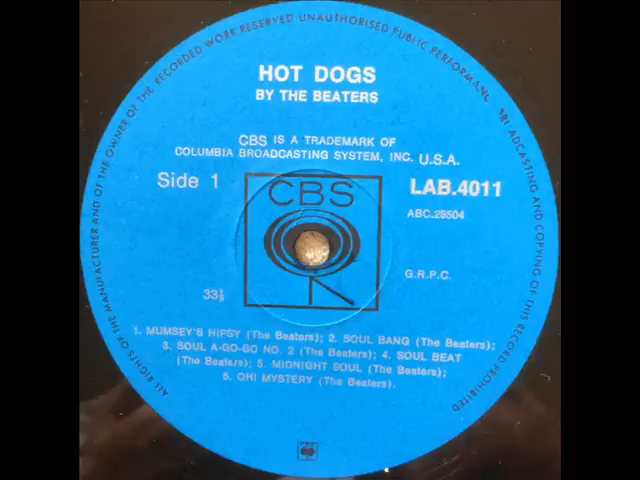 ALL RIGHTS OF THE MANUFACTURER AND OF THE OWNER OF THE RECORDED WORK RESERVED UNAUTHORISED PUBLIC PERFORMANCE BROADCASTING AND COPYING OF THIS RECORD PROHIBITED
HOT DOGS
BY THE BEATERS
CBS IS A TRADEMARK OF
COLUMBIA BROADCASTING SYSTEM, INC. U.S.A.
Side 1
LAB.4011
CBS
ABC.28504
G.R.P.C.
33⅓
1. MUMSEY'S HIPSY (The Beaters); 2. SOUL BANG (The Beaters);
3. SOUL A-GO-GO NO. 2 (The Beaters); 4. SOUL BEAT
(The Beaters); 5. MIDNIGHT SOUL (The Beaters);
6. OH! MYSTERY (The Beaters).